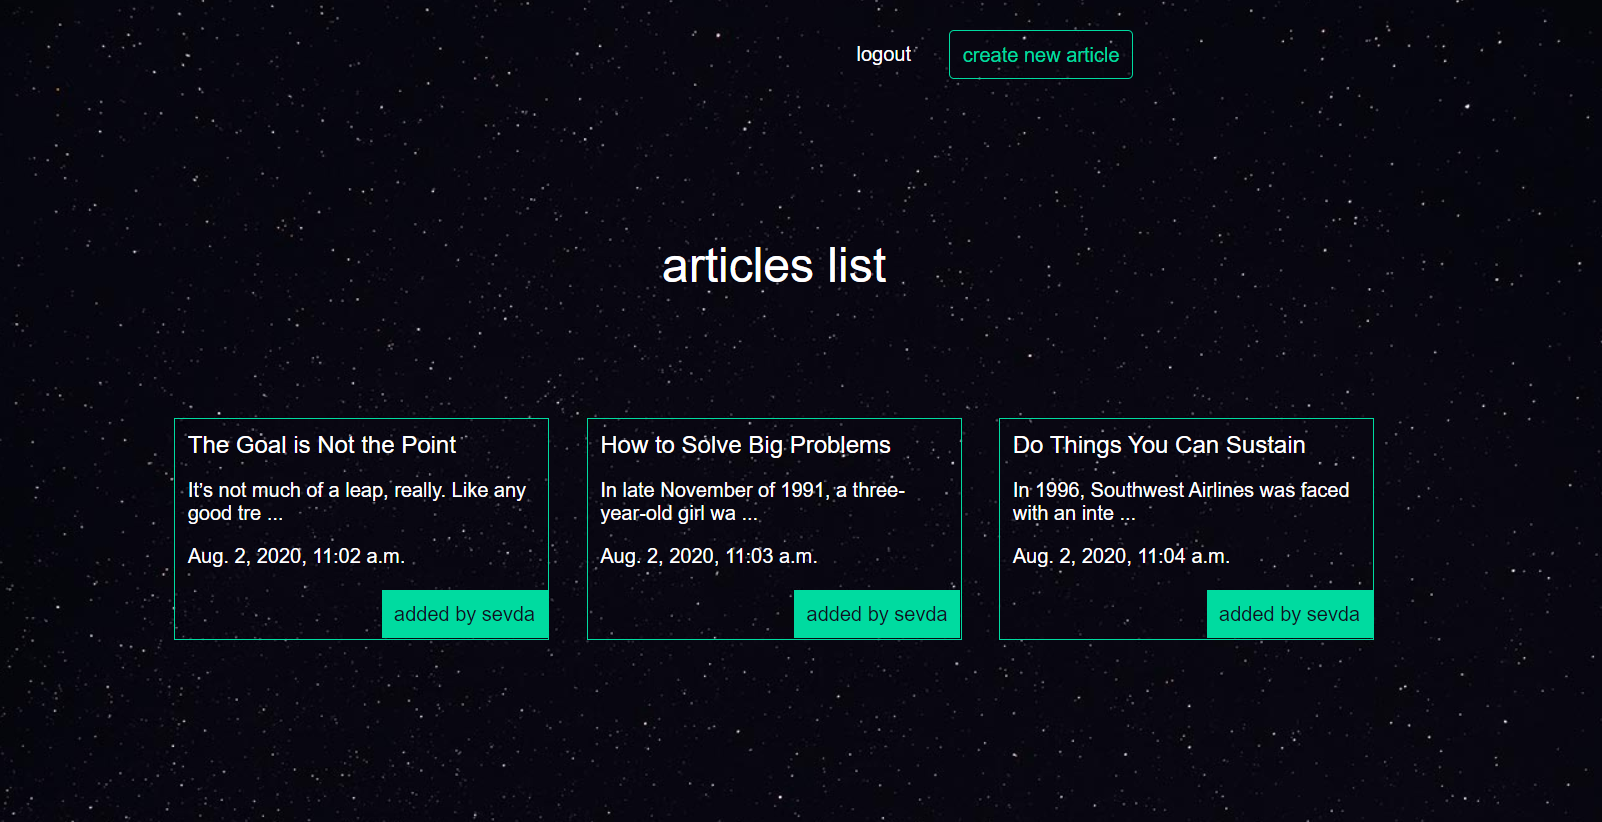 logout
create new article
articles list
The Goal is Not the Point
It’s not much of a leap, really. Like any
good tre ...
Aug. 2, 2020, 11:02 a.m.
added by sevda
How to Solve Big Problems
In late November of 1991, a three-
year-old girl wa ...
Aug. 2, 2020, 11:03 a.m.
added by sevda
Do Things You Can Sustain
In 1996, Southwest Airlines was faced
with an inte ...
Aug. 2, 2020, 11:04 a.m.
added by sevda